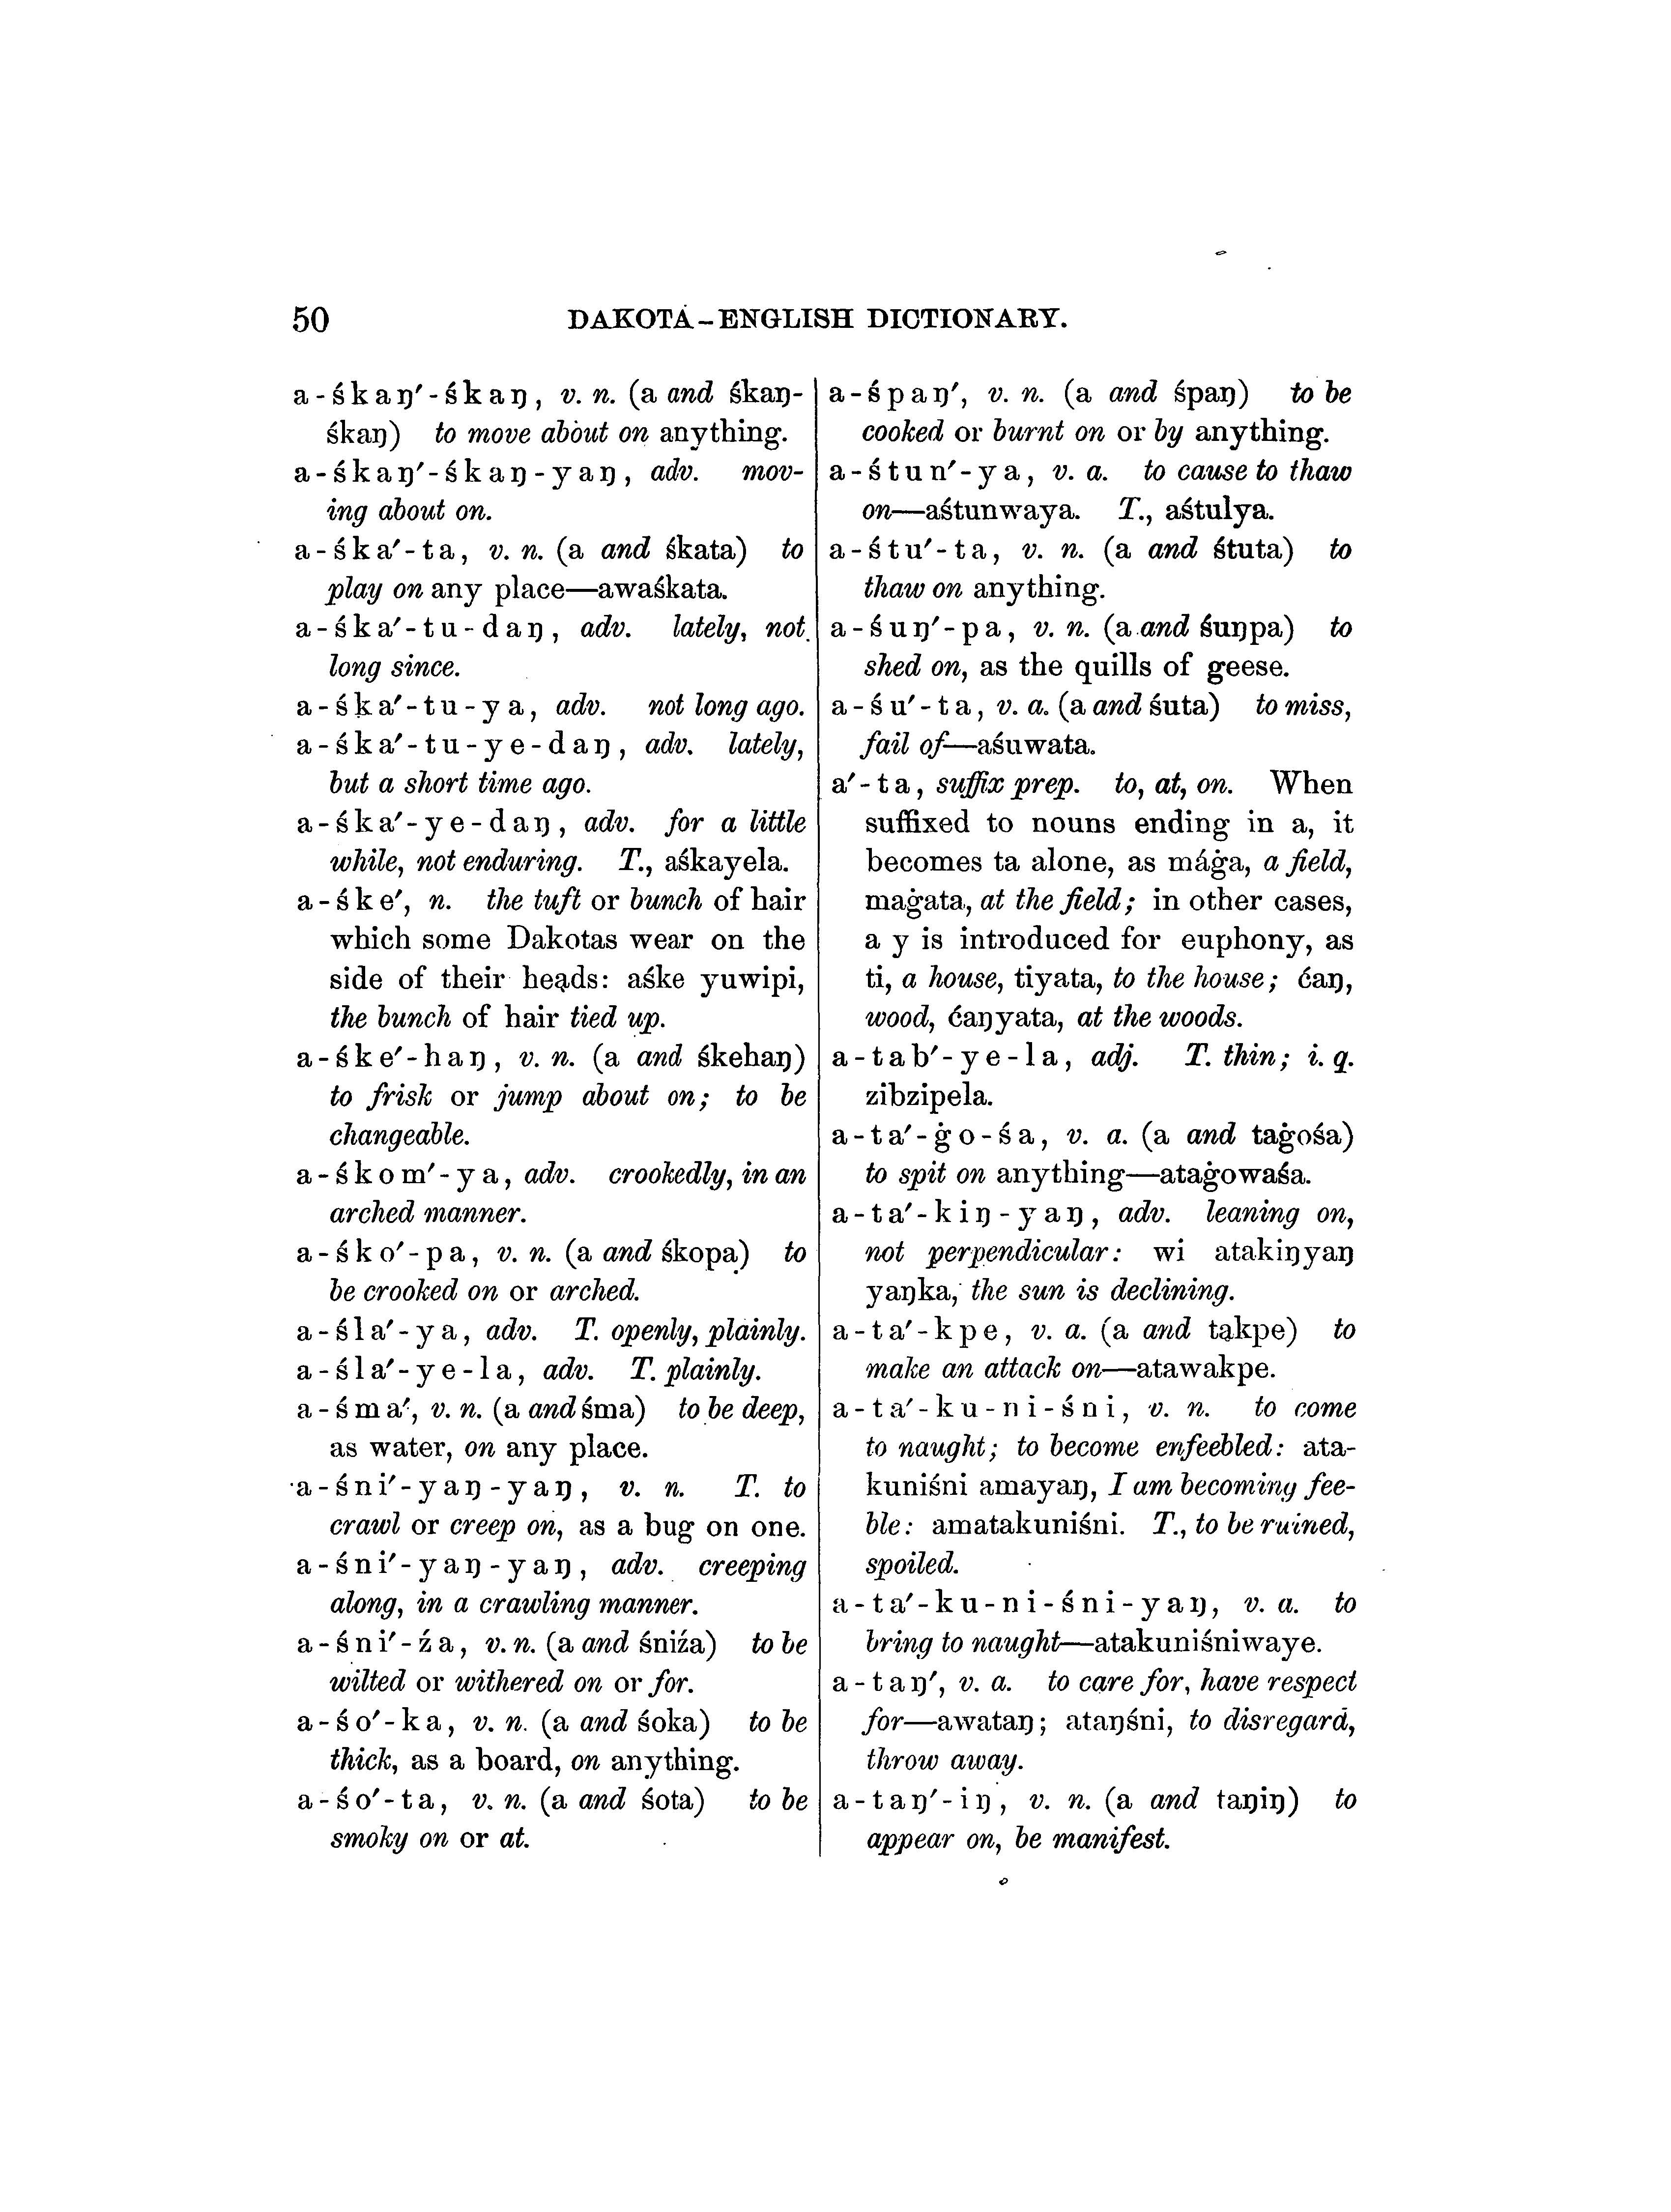 50 DAKOTA-ENGLISH DICTIONARY.
a-śkaŋ′-śkaŋ, v. n. (a and śkaŋ-
śkaŋ) to move about on anything.
a-śkaŋ′-śkaŋ-yaŋ, adv. mov-
ing about on.
a-śka′-ta, v. n. (a and śkata) to
play on any place—awaśkata.
a-śka′-tu-daŋ, adv. lately, not
long since.
a-śka′-tu-ya, adv. not long ago.
a-śka′-tu-ye-daŋ, adv. lately,
but a short time ago.
a-śka′-ye-daŋ, adv. for a little
while, not enduring. T., aśkayela.
a-śke′, n. the tuft or bunch of hair
which some Dakotas wear on the
side of their heads: aśke yuwipi,
the bunch of hair tied up.
a-śke′-haŋ, v. n. (a and śkehaŋ)
to frisk or jump about on; to be
changeable.
a-śkom′-ya, adv. crookedly, in an
arched manner.
a-śko′-pa, v. n. (a and śkopa) to
be crooked on or arched.
a-śla′-ya, adv. T. openly, plainly.
a-śla′-ye-la, adv. T. plainly.
a-śma′, v. n. (a and śma) to be deep,
as water, on any place.
a-śni′-yaŋ-yaŋ, v. n. T. to
crawl or creep on, as a bug on one.
a-śni′-yaŋ-yaŋ, adv. creeping
along, in a crawling manner.
a-śni′-źa, v. n. (a and śniźa) to be
wilted or withered on or for.
a-śo′-ka, v. n. (a and śoka) to be
thick, as a board, on anything.
a-śo′-ta, v. n. (a and śota) to be
smoky on or at.
a-śpaŋ′, v. n. (a and śpaŋ) to be
cooked or burnt on or by anything.
a-śtun′-ya, v. a. to cause to thaw
on—aśtunwaya. T., aśtulya.
a-śtu′-ta, v. n. (a and śtuta) to
thaw on anything.
a-śuŋ′-pa, v. n. (a and śuŋpa) to
shed on, as the quills of geese.
a-śu′-ta, v. a. (a and śuta) to miss,
fail of—aśuwata.
a′-ta, suffix prep. to, at, on. When
suffixed to nouns ending in a, it
becomes ta alone, as máġa, a field,
maġata, at the field; in other cases,
a y is introduced for euphony, as
ti, a house, tiyata, to the house; ćaŋ,
wood, ćaŋyata, at the woods.
a-tab′-ye-la, adj. T. thin; i. q.
zibzipela.
a-ta′-ġo-śa, v. a. (a and taġośa)
to spit on anything—ataġowaśa.
a-ta′-kiŋ-yaŋ, adv. leaning on,
not perpendicular: wi atakiŋyaŋ
yaŋka, the sun is declining.
a-ta′-kpe, v. a. (a and takpe) to
make an attack on—atawakpe.
a-ta′-ku-ni-śni, v. n. to come
to naught; to become enfeebled: ata-
kuniśni amayaŋ, I am becoming fee-
ble: amatakuniśni. T., to be ruined,
spoiled.
a-ta′-ku-ni-śni-yaŋ, v. a. to
bring to naught—atakuniśniwaye.
a-taŋ′, v. a. to care for, have respect
for—awataŋ; ataŋśni, to disregard,
throw away.
a-taŋ′-iŋ, v. n. (a and taŋiŋ) to
appear on, be manifest.